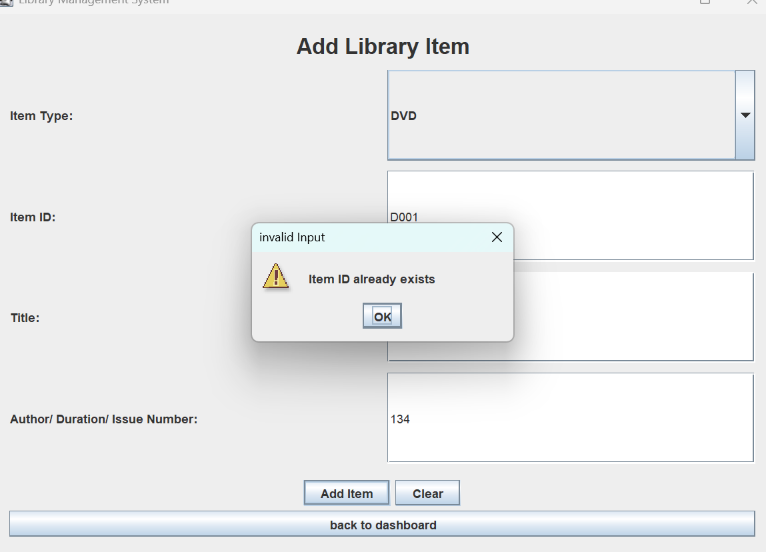 Library Management System
Add Library Item
Item Type:
DVD
Item ID:
D001
invalid Input
Item ID already exists
OK
Title:
Author/ Duration/ Issue Number:
134
Add Item
Clear
back to dashboard